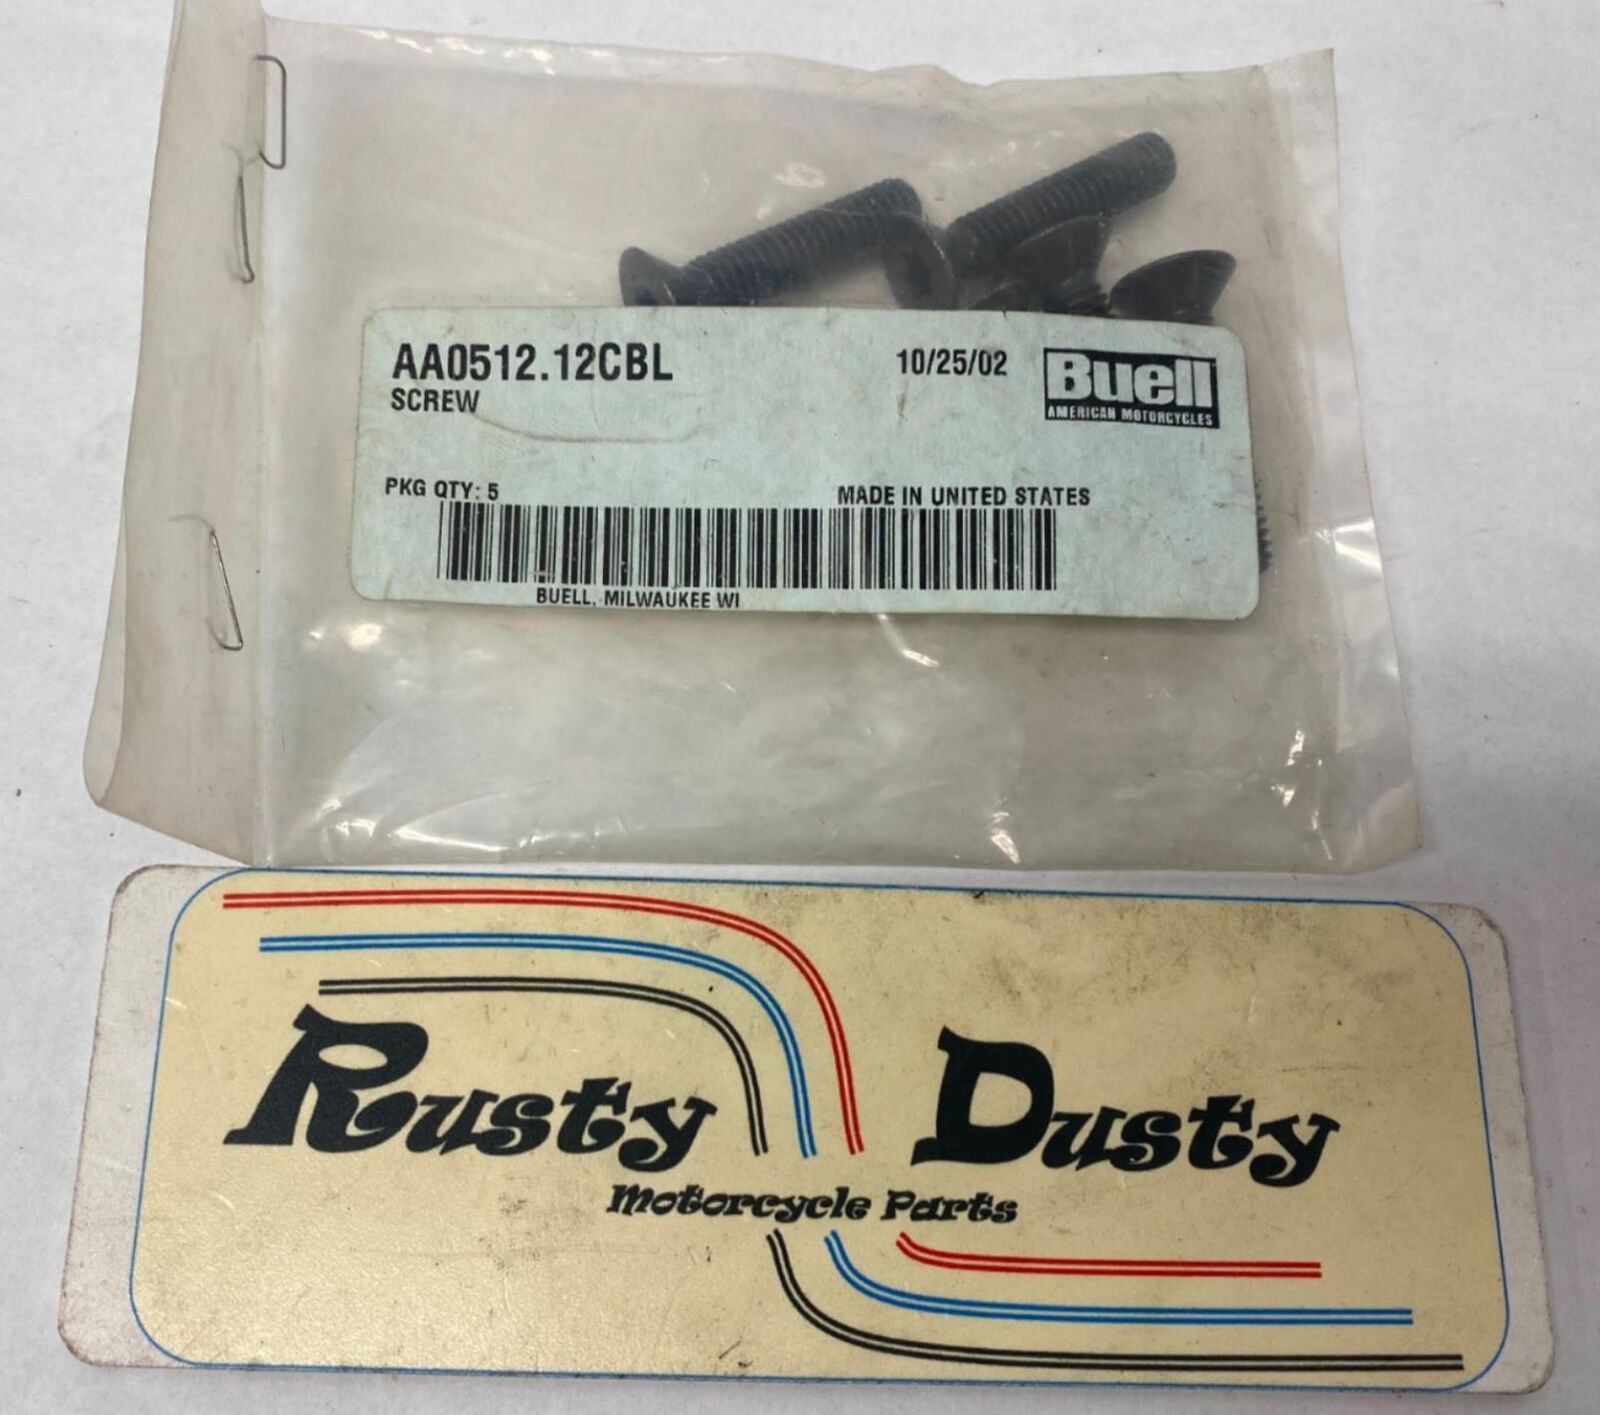 AA0512.12CBL
SCREW
10/25/02
Buell
AMERICAN MOTORCYCLES
PKG QTY: 5
MADE IN UNITED STATES
BUELL, MILWAUKEE WI
Rusty Dusty
Motorcycle Parts